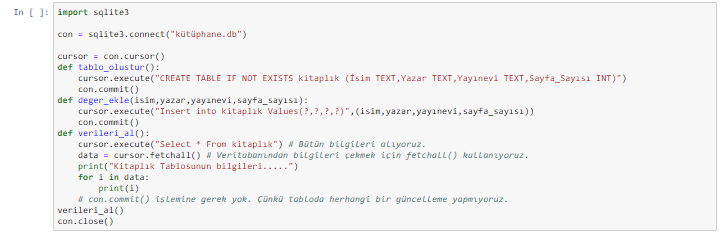 In [ ]: import sqlite3
con = sqlite3.connect("kütüphane.db")
cursor = con.cursor()
def tablo_olustur():
cursor.execute("CREATE TABLE IF NOT EXISTS kitaplık (İsim TEXT,Yazar TEXT,Yayınevi TEXT,Sayfa_Sayısı INT)")
con.commit()
def deger_ekle(isim,yazar,yayınevi,sayfa_sayısı):
cursor.execute("Insert into kitaplık Values(?,?,?,?)",(isim,yazar,yayınevi,sayfa_sayısı))
con.commit()
def verileri_al():
cursor.execute("Select * From kitaplık") # Bütün bilgileri alıyoruz.
data = cursor.fetchall() # Veritabanından bilgileri çekmek için fetchall() kullanıyoruz.
print("Kitaplık Tablosunun bilgileri.....")
for i in data:
print(i)
# con.commit() işlemine gerek yok. Çünkü tabloda herhangi bir güncelleme yapmıyoruz.
verileri_al()
con.close()